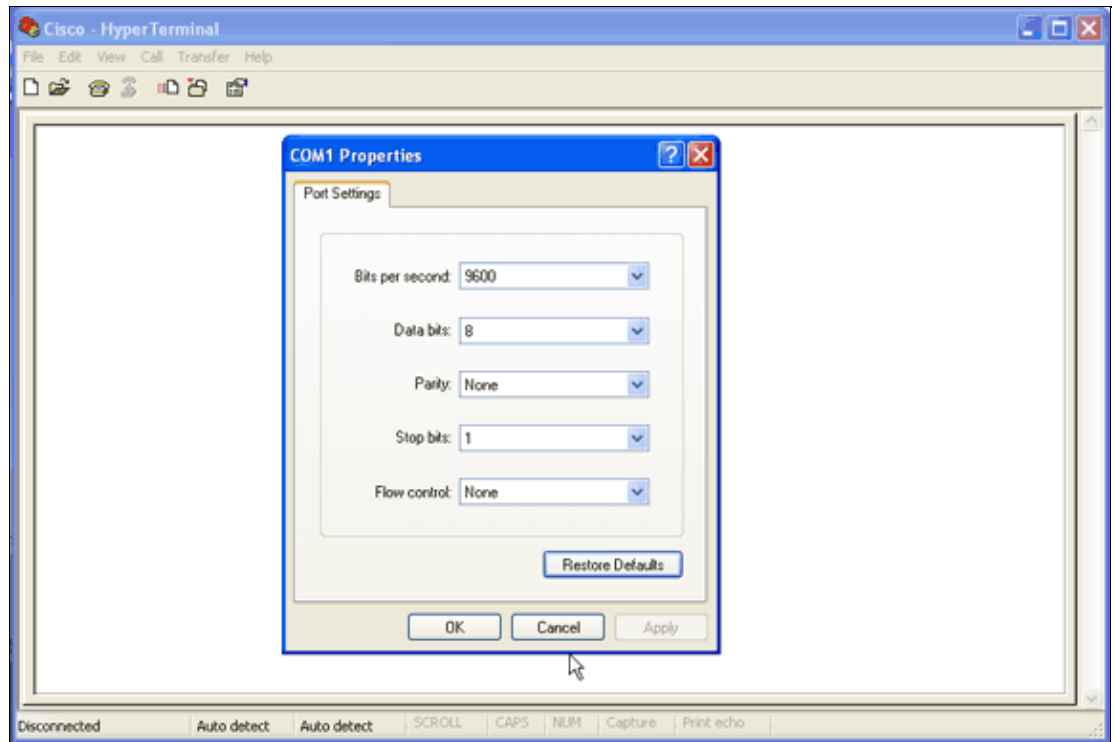 Cisco - HyperTerminal
File Edit View Call Transfer Help
COM1 Properties
Port Settings
Bits per second: 9600
Data bits: 8
Parity: None
Stop bits: 1
Flow control: None
Restore Defaults
OK Cancel Apply
Disconnected Auto detect Auto detect SCROLL CAPS NUM Capture Print echo